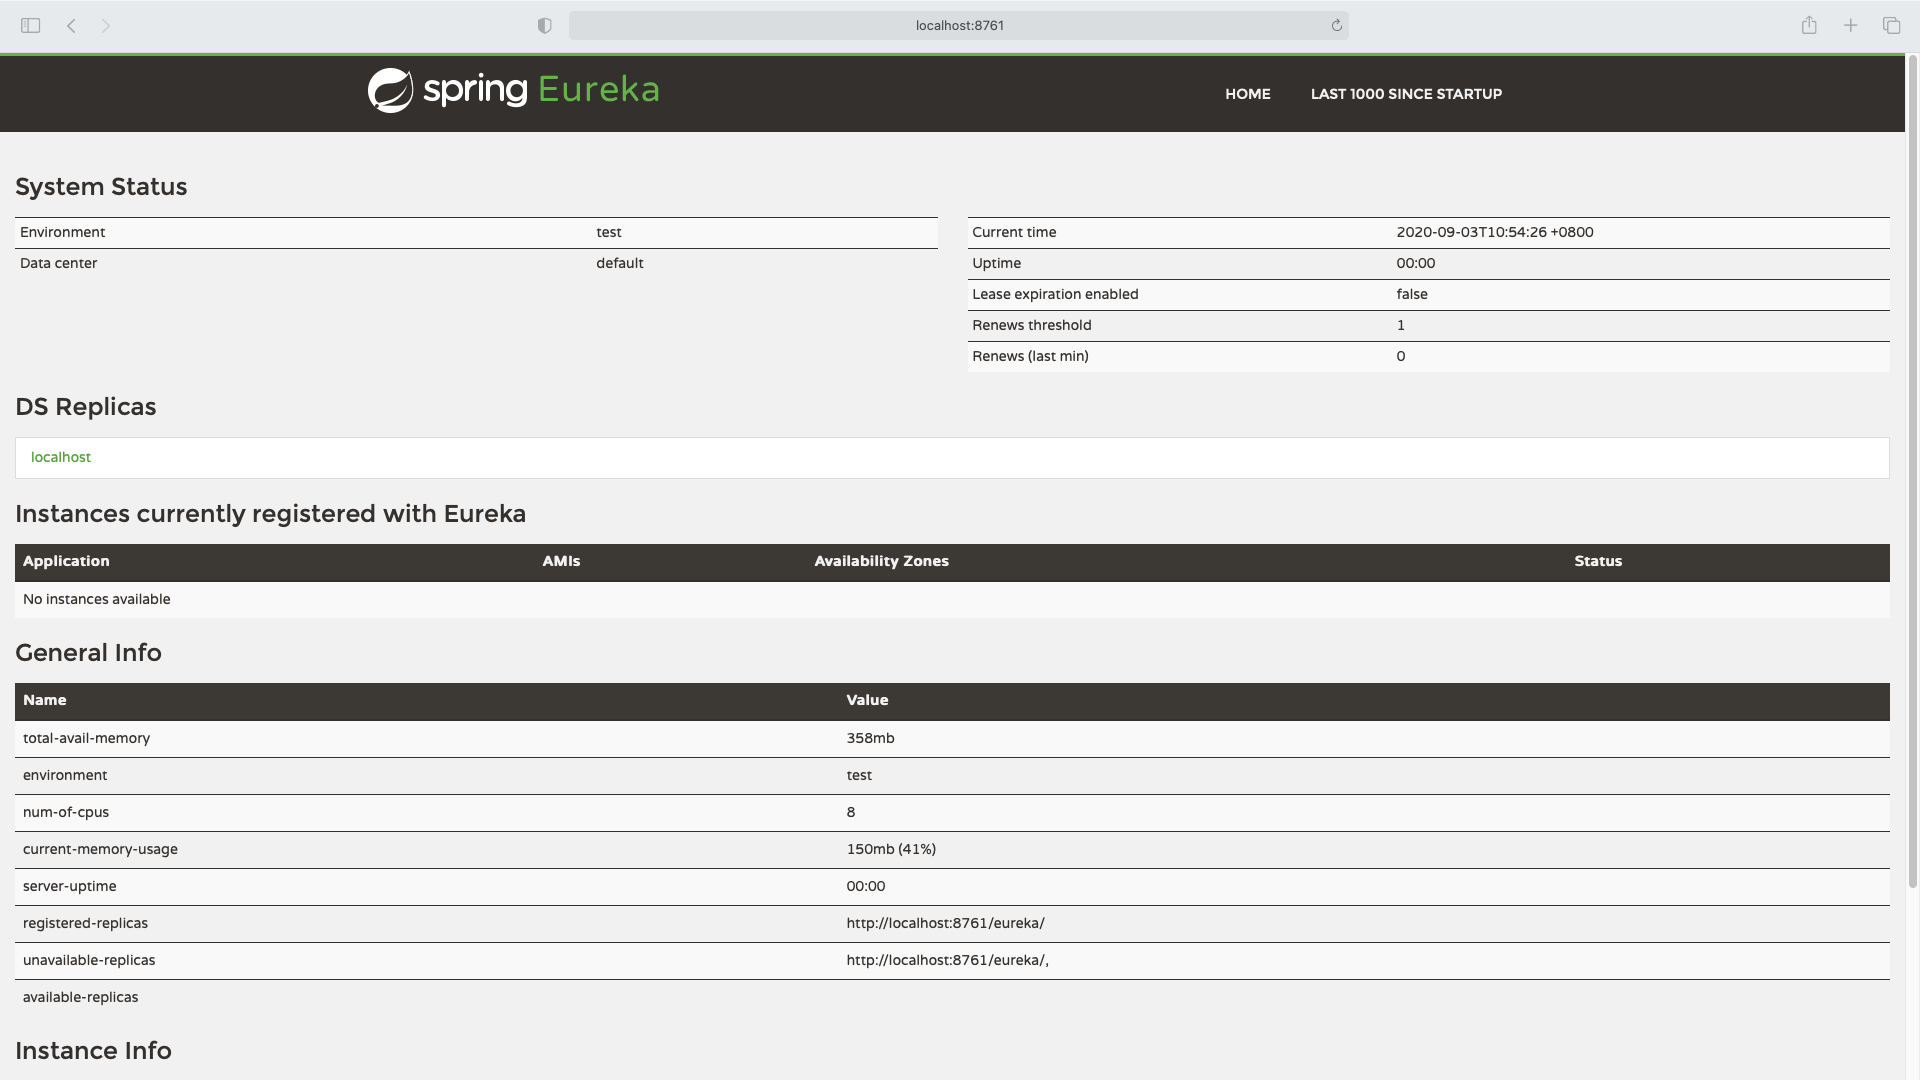 localhost:8761
spring Eureka
HOME LAST 1000 SINCE STARTUP
System Status
Environment test
Data center default
Current time 2020-09-03T10:54:26 +0800
Uptime 00:00
Lease expiration enabled false
Renews threshold 1
Renews (last min) 0
DS Replicas
localhost
Instances currently registered with Eureka
Application AMIs Availability Zones Status
No instances available
General Info
Name Value
total-avail-memory 358mb
environment test
num-of-cpus 8
current-memory-usage 150mb (41%)
server-uptime 00:00
registered-replicas http://localhost:8761/eureka/
unavailable-replicas http://localhost:8761/eureka/,
available-replicas
Instance Info